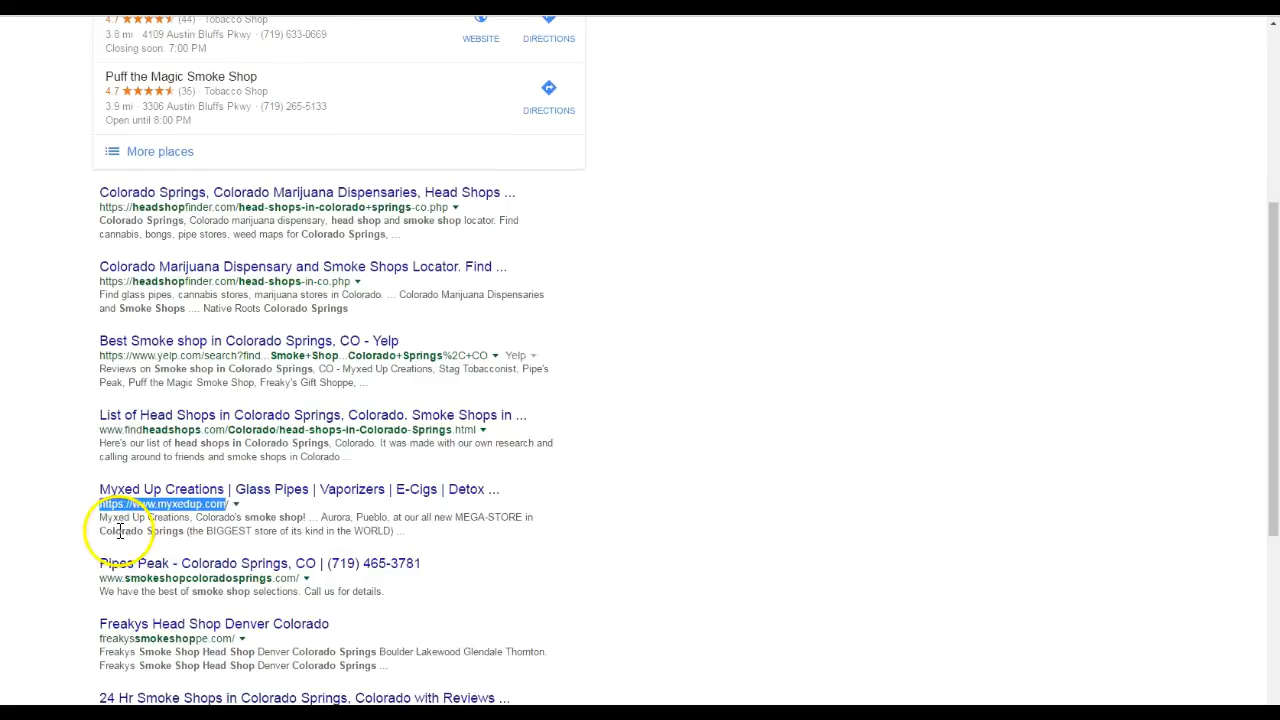 4.7 (44) · Tobacco Shop
3.8 mi · 4109 Austin Bluffs Pkwy · (719) 633-0669
Closing soon: 7:00 PM
WEBSITE
DIRECTIONS
Puff the Magic Smoke Shop
4.7 (35) · Tobacco Shop
3.9 mi · 3306 Austin Bluffs Pkwy · (719) 265-5133
Open until 8:00 PM
DIRECTIONS
More places
Colorado Springs, Colorado Marijuana Dispensaries, Head Shops ...
https://headshopfinder.com/head-shops-in-colorado+springs-co.php
Colorado Springs, Colorado marijuana dispensary, head shop and smoke shop locator. Find
cannabis, bongs, pipe stores, weed maps for Colorado Springs, ...
Colorado Marijuana Dispensary and Smoke Shops Locator. Find ...
https://headshopfinder.com/head-shops-in-co.php
Find glass pipes, cannabis stores, marijuana stores in Colorado. ... Colorado Marijuana Dispensaries
and Smoke Shops .... Native Roots Colorado Springs
Best Smoke shop in Colorado Springs, CO - Yelp
https://www.yelp.com/search?find...Smoke+Shop...Colorado+Springs%2C+CO Yelp
Reviews on Smoke shop in Colorado Springs, CO - Myxed Up Creations, Stag Tobacconist, Pipe's
Peak, Puff the Magic Smoke Shop, Freaky's Gift Shoppe, ...
List of Head Shops in Colorado Springs, Colorado. Smoke Shops in ...
www.findheadshops.com/Colorado/head-shops-in-Colorado-Springs.html
Here's our list of head shops in Colorado Springs, Colorado. It was made with our own research and
calling around to friends and smoke shops in Colorado ...
Myxed Up Creations | Glass Pipes | Vaporizers | E-Cigs | Detox ...
https://www.myxedup.com/
Myxed Up Creations, Colorado's smoke shop! ... Aurora, Pueblo, at our all new MEGA-STORE in
Colorado Springs (the BIGGEST store of its kind in the WORLD) ...
Pipes Peak - Colorado Springs, CO | (719) 465-3781
www.smokeshopcoloradosprings.com/
We have the best of smoke shop selections. Call us for details.
Freakys Head Shop Denver Colorado
freakyssmokeshoppe.com/
Freakys Smoke Shop Head Shop Denver Colorado Springs Boulder Lakewood Glendale Thornton.
Freakys Smoke Shop Head Shop Denver Colorado Springs ...
24 Hr Smoke Shops in Colorado Springs, Colorado with Reviews ...